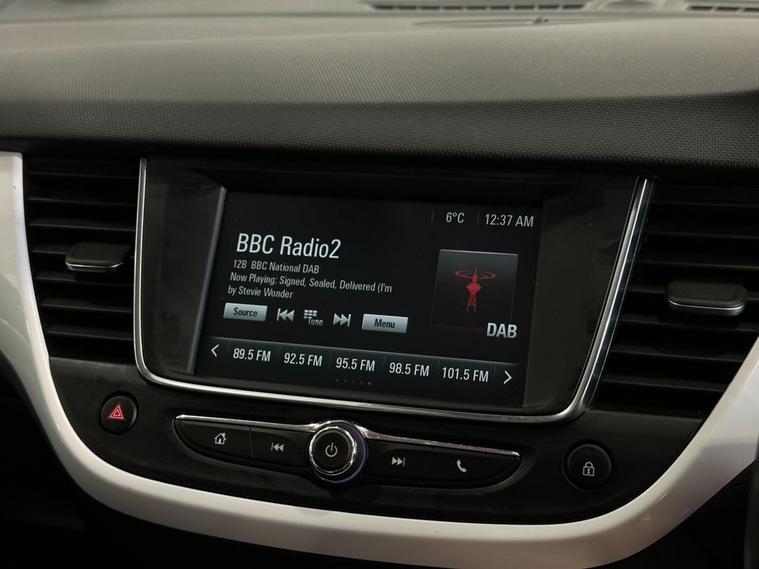 6°C 12:37 AM
BBC Radio2
12B BBC National DAB
Now Playing: Signed, Sealed, Delivered (I'm
by Stevie Wonder
Source Tune Menu
DAB
89.5 FM 92.5 FM 95.5 FM 98.5 FM 101.5 FM